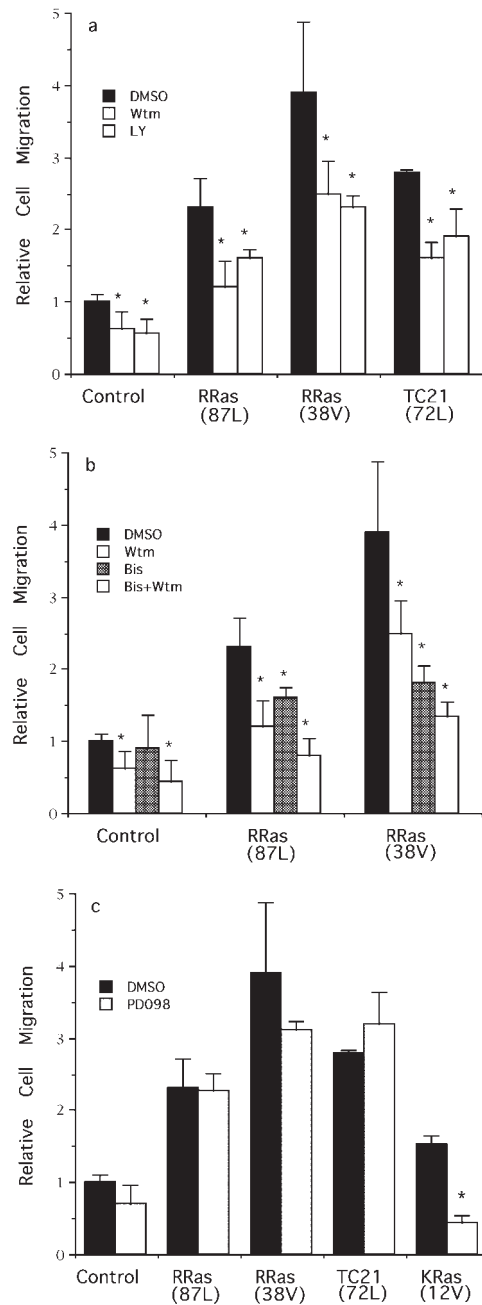 a
5
4
3
2
1
0
Relative Cell Migration
DMSO
Wtm
LY
* * * * * * * *
Control RRas RRas TC21
(87L) (38V) (72L)
b
5
4
3
2
1
0
Relative Cell Migration
DMSO
Wtm
Bis
Bis+Wtm
* * * * * * * *
Control RRas RRas
(87L) (38V)
c
5
4
3
2
1
0
Relative Cell Migration
DMSO
PD098
*
Control RRas RRas TC21 KRas
(87L) (38V) (72L) (12V)